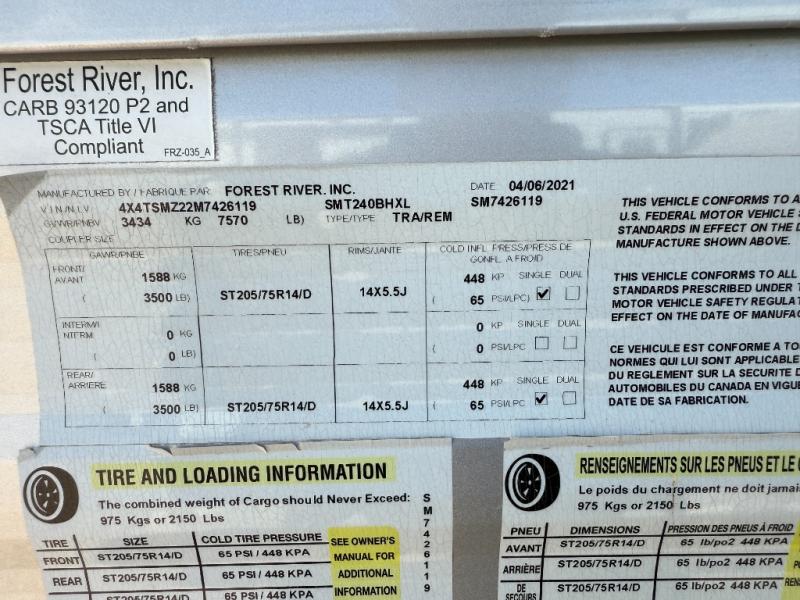 Forest River, Inc.
CARB 93120 P2 and
TSCA Title VI
Compliant FRZ-035_A
MANUFACTURED BY / FABRIQUE PAR FOREST RIVER. INC. DATE 04/06/2021
V I N/N.I.V 4X4TSMZ22M7426119 SMT240BHXL SM7426119
GVWR/PNBV 3434 KG 7570 LB) TYPE/TYPE TRA/REM
COUPLER SIZE
GAWR/PNBE TIRES/PNEU RIMS/JANTE COLD INFL. PRESS/PRESS DE
GONFL. A FROID
FRONT/
AVANT 1588 KG 448 KP SINGLE DUAL
( 3500 LB) ST205/75R14/D 14X5.5J ( 65 PSI/LPC)
INTERM/
INTERM 0 KG 0 KP SINGLE DUAL
( 0 LB) ( 0 PSI/LPC
REAR/
ARRIERE 1588 KG 448 KP SINGLE DUAL
( 3500 LB) ST205/75R14/D 14X5.5J ( 65 PSI/LPC
THIS VEHICLE CONFORMS TO A
U.S. FEDERAL MOTOR VEHICLE
STANDARDS IN EFFECT ON THE D
MANUFACTURE SHOWN ABOVE.
THIS VEHICLE CONFORMS TO ALL
STANDARDS PRESCRIBED UNDER
MOTOR VEHICLE SAFETY REGULAT
EFFECT ON THE DATE OF MANUFAC
CE VEHICULE EST CONFORME A TOU
NORMES QUI LUI SONT APPLICABLE
DU REGLEMENT SUR LA SECURITE D
AUTOMOBILES DU CANADA EN VIGUE
DATE DE SA FABRICATION.
TIRE AND LOADING INFORMATION
The combined weight of Cargo should Never Exceed:
975 Kgs or 2150 Lbs
TIRE SIZE COLD TIRE PRESSURE SEE OWNER'S
FRONT ST205/75R14/D 65 PSI / 448 KPA MANUAL FOR
REAR ST205/75R14/D 65 PSI / 448 KPA ADDITIONAL
ST205/75R14/D 65 PSI / 448 KPA INFORMATION
SM7426119
RENSEIGNEMENTS SUR LES PNEUS ET LE
Le poids du chargement ne doit jamai
975 Kgs or 2150 Lbs
PNEU DIMENSIONS PRESSION DES PNEUS À FROID
AVANT ST205/75R14/D 65 lb/po2 448 KPA
ARRIÈRE ST205/75R14/D 65 lb/po2 448 KPA
DE
SECOURS ST205/75R14/D 65 lb/po2 448 KPA